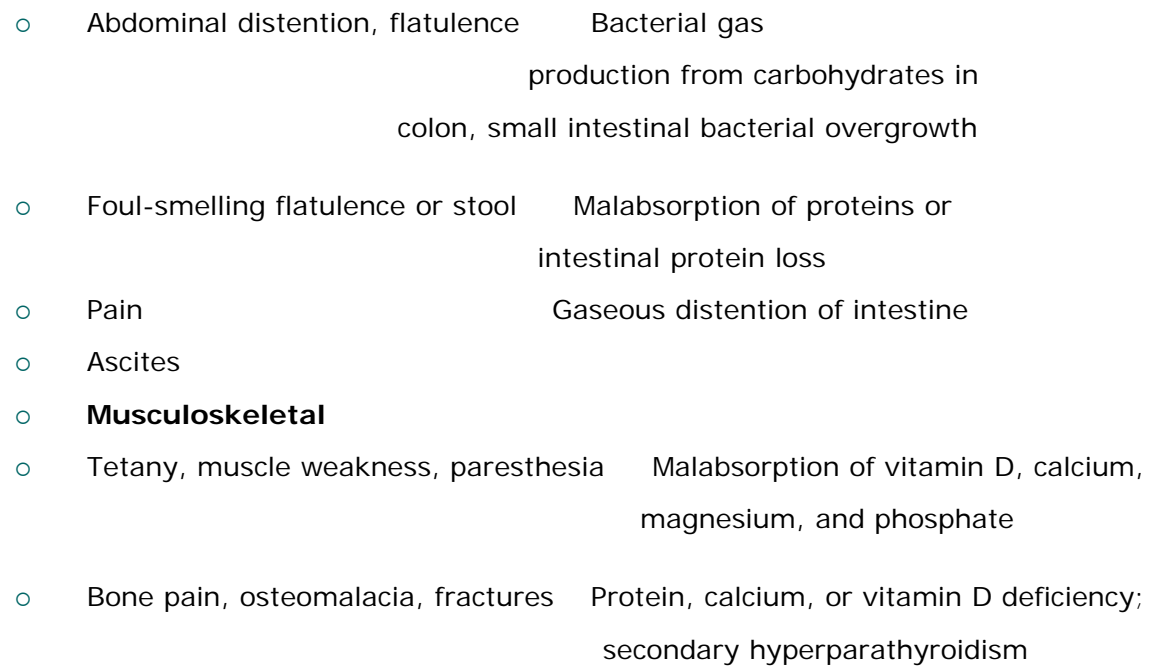 o Abdominal distention, flatulence Bacterial gas
production from carbohydrates in
colon, small intestinal bacterial overgrowth
o Foul-smelling flatulence or stool Malabsorption of proteins or
intestinal protein loss
o Pain Gaseous distention of intestine
o Ascites
o Musculoskeletal
o Tetany, muscle weakness, paresthesia Malabsorption of vitamin D, calcium,
magnesium, and phosphate
o Bone pain, osteomalacia, fractures Protein, calcium, or vitamin D deficiency;
secondary hyperparathyroidism